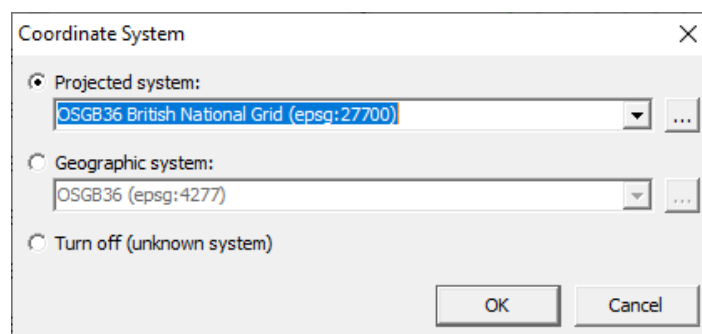 Coordinate System
Projected system:
OSGB36 British National Grid (epsg:27700)
...
Geographic system:
OSGB36 (epsg:4277)
...
Turn off (unknown system)
OK Cancel